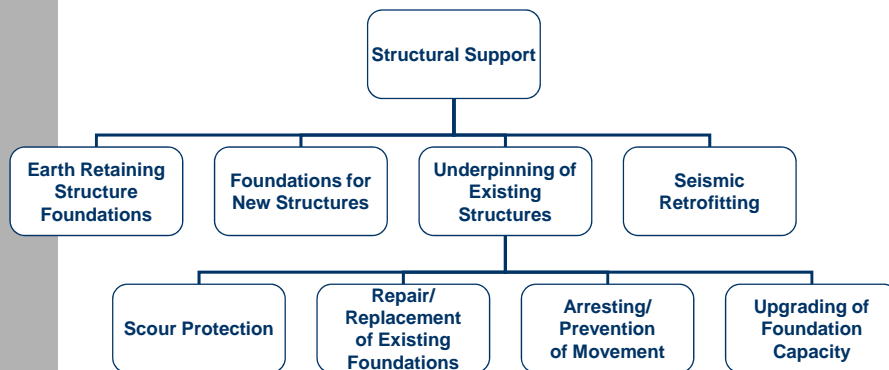 Structural Support
Earth Retaining
Structure
Foundations
Foundations for
New Structures
Underpinning of
Existing
Structures
Seismic
Retrofitting
Scour Protection
Repair/
Replacement
of Existing
Foundations
Arresting/
Prevention
of Movement
Upgrading of
Foundation
Capacity